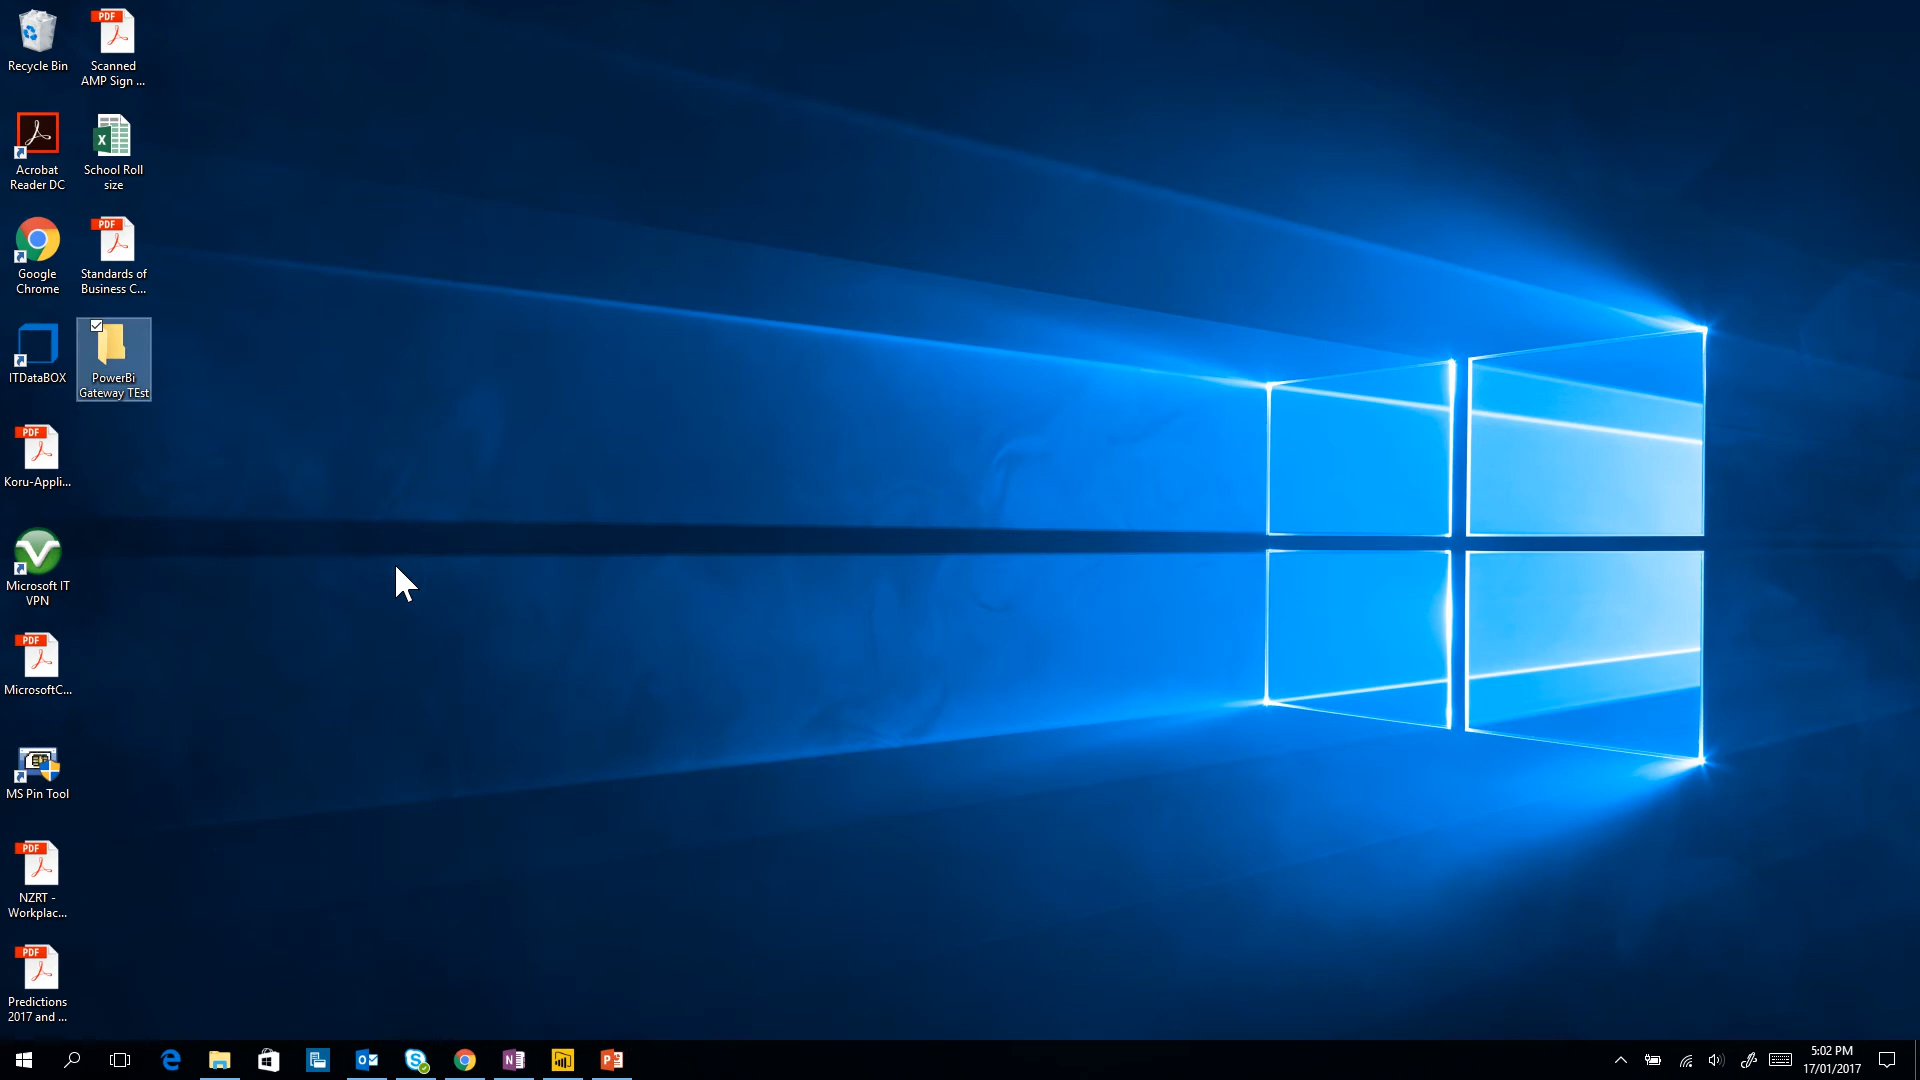 Recycle Bin
PDF
Scanned
AMP Sign ...
Acrobat
Reader DC
X
School Roll
size
Google
Chrome
PDF
Standards of
Business C...
ITDataBOX
PowerBi
Gateway TEst
PDF
Koru-Appli...
Microsoft IT
VPN
PDF
MicrosoftC...
MS Pin Tool
PDF
NZRT -
Workplac...
PDF
Predictions
2017 and ...
5:02 PM
17/01/2017